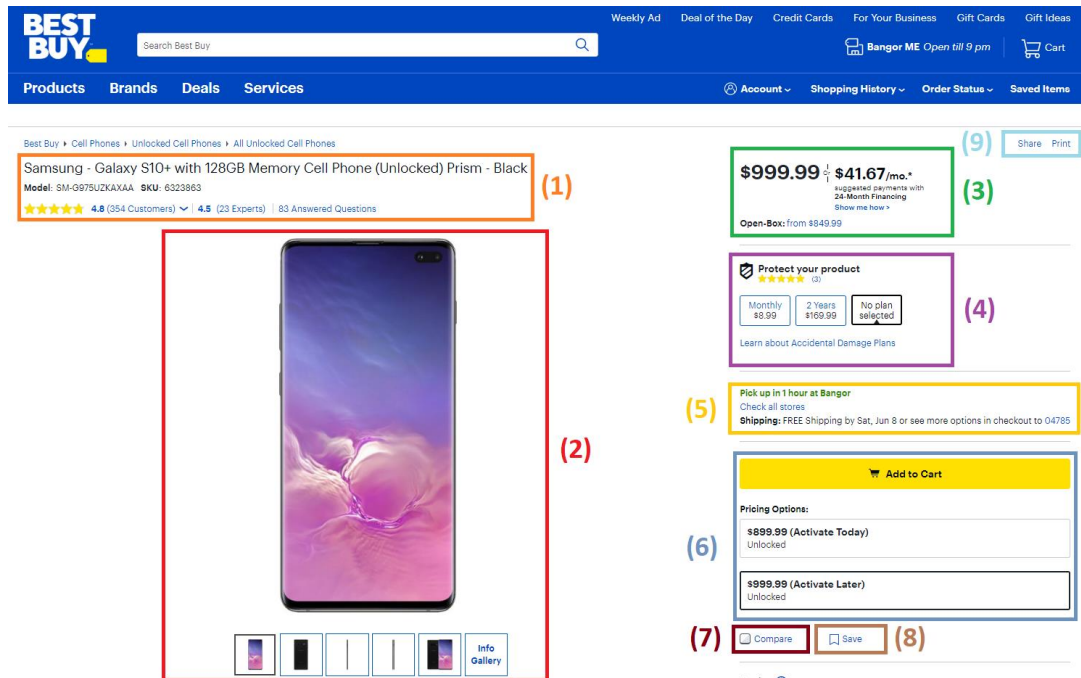 BEST
BUY
Weekly Ad Deal of the Day Credit Cards For Your Business Gift Cards Gift Ideas
Search Best Buy
Bangor ME Open till 9 pm Cart
Products Brands Deals Services
Account Shopping History Order Status Saved Items
Best Buy Cell Phones Unlocked Cell Phones All Unlocked Cell Phones
Samsung - Galaxy S10+ with 128GB Memory Cell Phone (Unlocked) Prism - Black
Model: SM-G975UZKAXAA SKU: 6323863
4.8 (354 Customers) | 4.5 (23 Experts) | 83 Answered Questions
(1)
(2)
Info
Gallery
(9)
Share Print
$999.99 $41.67/mo.*
suggested payments with
24-Month Financing
Show me how >
Open-Box: from $849.99
(3)
Protect your product
(3)
Monthly
$8.99
2 Years
$169.99
No plan
selected
Learn about Accidental Damage Plans
(4)
Pick up in 1 hour at Bangor
Check all stores
Shipping: FREE Shipping by Sat, Jun 8 or see more options in checkout to 04785
(5)
Add to Cart
Pricing Options:
$899.99 (Activate Today)
Unlocked
$999.99 (Activate Later)
Unlocked
(6)
(7)
Compare
Save
(8)